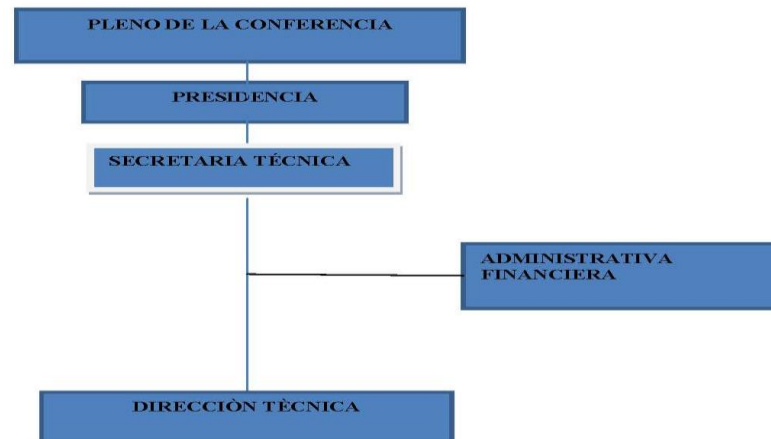 PLENO DE LA CONFERENCIA
PRESIDENCIA
SECRETARIA TÉCNICA
ADMINISTRATIVA
FINANCIERA
DIRECCIÒN TÈCNICA